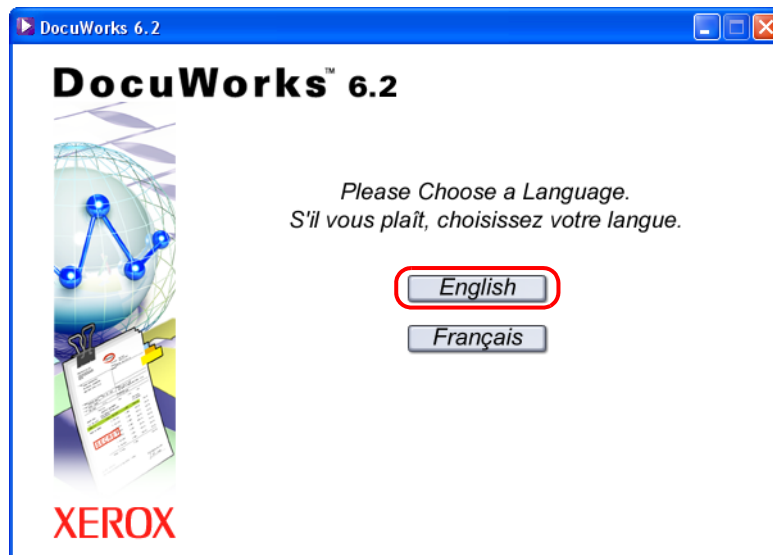 DocuWorks 6.2
DocuWorks™ 6.2
Please Choose a Language.
S'il vous plaît, choisissez votre langue.
English
Français
XEROX